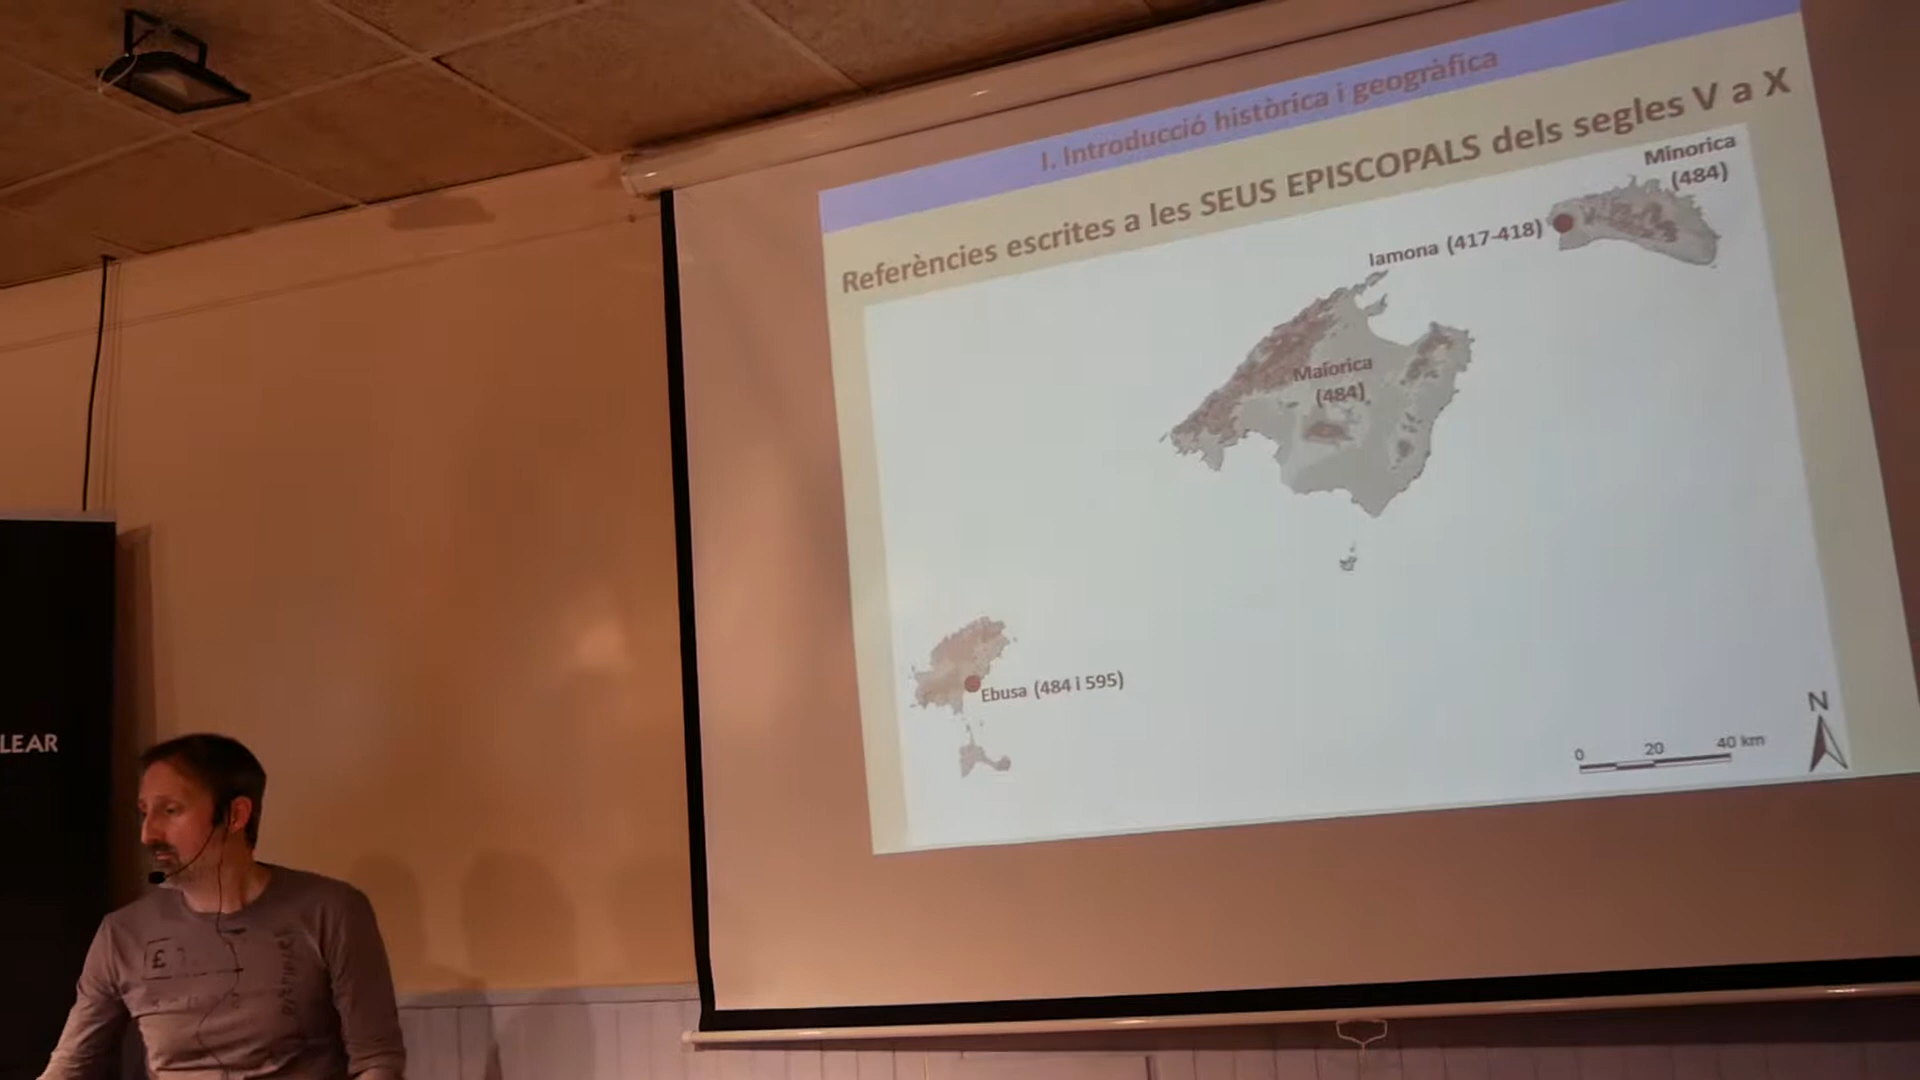 I. Introducció històrica i geogràfica
Referències escrites a les SEUS EPISCOPALS dels segles V a X
Minorica
(484)
Iamona (417-418)
Maiorica
(484)
Ebusa (484 i 595)
N
0 20 40 km
LEAR
£